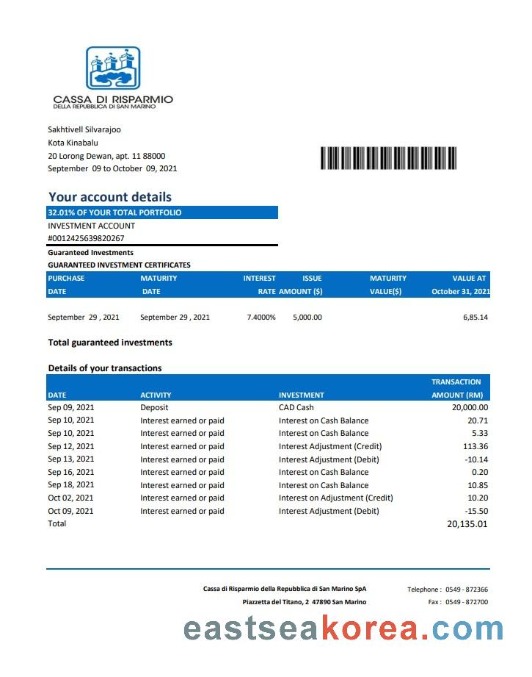 CASSA DI RISPARMIO
DELLA REPUBBLICA DI SAN MARINO
Sakhtivell Silvarajoo
Kota Kinabalu
20 Lorong Dewan, apt. 11 88000
September 09 to October 09, 2021
Your account details
32.01% OF YOUR TOTAL PORTFOLIO
INVESTMENT ACCOUNT
#0012425639820267
Guaranteed Investments
GUARANTEED INVESTMENT CERTIFICATES
PURCHASE MATURITY INTEREST ISSUE MATURITY VALUE AT
DATE DATE RATE AMOUNT ($) VALUE($) October 31, 2021
September 29 , 2021 September 29 , 2021 7.4000% 5,000.00 6,85.14
Total guaranteed investments
Details of your transactions
TRANSACTION
DATE ACTIVITY INVESTMENT AMOUNT (RM)
Sep 09, 2021 Deposit CAD Cash 20,000.00
Sep 10, 2021 Interest earned or paid Interest on Cash Balance 20.71
Sep 10, 2021 Interest earned or paid Interest on Cash Balance 5.33
Sep 12, 2021 Interest earned or paid Interest Adjustment (Credit) 113.36
Sep 13, 2021 Interest earned or paid Interest Adjustment (Debit) -10.14
Sep 16, 2021 Interest earned or paid Interest on Cash Balance 0.20
Sep 18, 2021 Interest earned or paid Interest on Cash Balance 10.85
Oct 02, 2021 Interest earned or paid Interest on Adjustment (Credit) 10.20
Oct 09, 2021 Interest earned or paid Interest Adjustment (Debit) -15.50
Total 20,135.01
Cassa di Risparmio della Repubblica di San Marino SpA Telephone : 0549 - 872366
Piazzetta del Titano, 2 47890 San Marino Fax : 0549 - 872700
eastseakorea.com